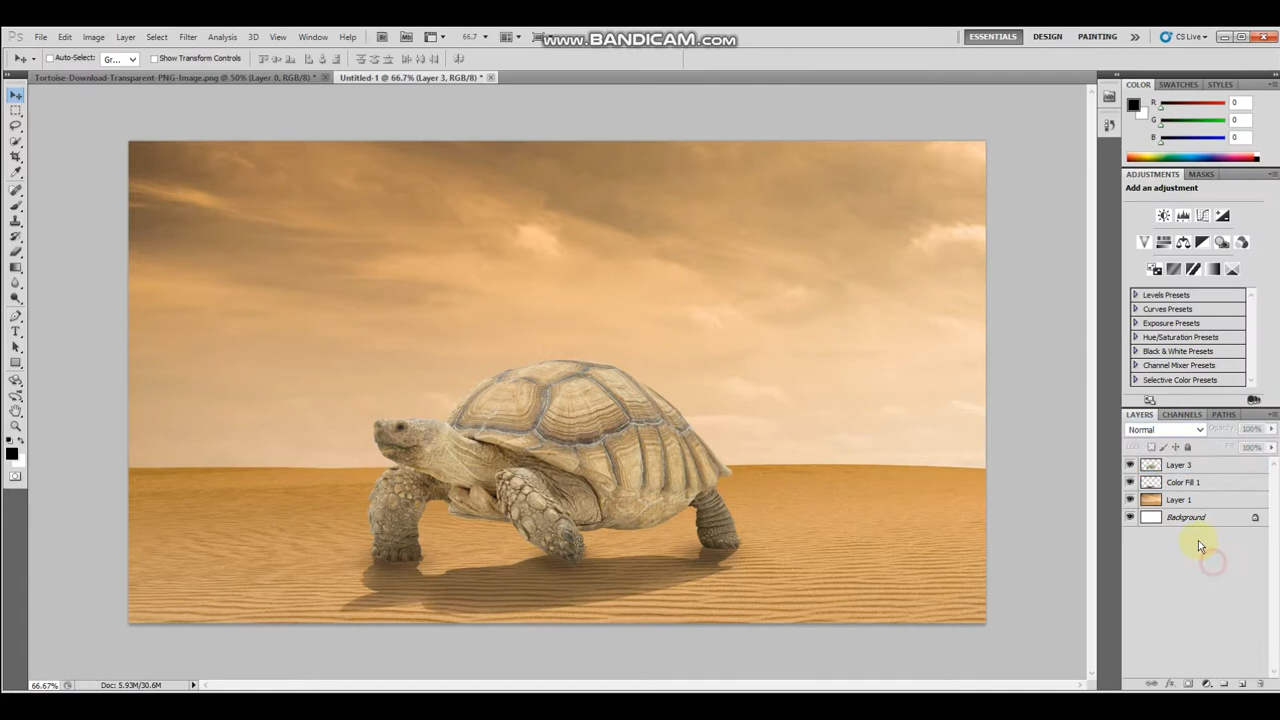 Ps File Edit Image Layer Select Filter Analysis 3D View Window Help 66.7 www.BANDICAM.com ESSENTIALS DESIGN PAINTING CS Live
Auto-Select: Gr... Show Transform Controls
Tortoise-Download-Transparent-PNG-Image.png @ 50% (Layer 0, RGB/8) * Untitled-1 @ 66.7% (Layer 3, RGB/8) *
COLOR SWATCHES STYLES
R 0
G 0
B 0
ADJUSTMENTS MASKS
Add an adjustment
Levels Presets
Curves Presets
Exposure Presets
Hue/Saturation Presets
Black & White Presets
Channel Mixer Presets
Selective Color Presets
LAYERS CHANNELS PATHS
Normal Opacity: 100%
Lock: Fill: 100%
Layer 3
Color Fill 1
Layer 1
Background
66.67% Doc: 5.93M/30.6M